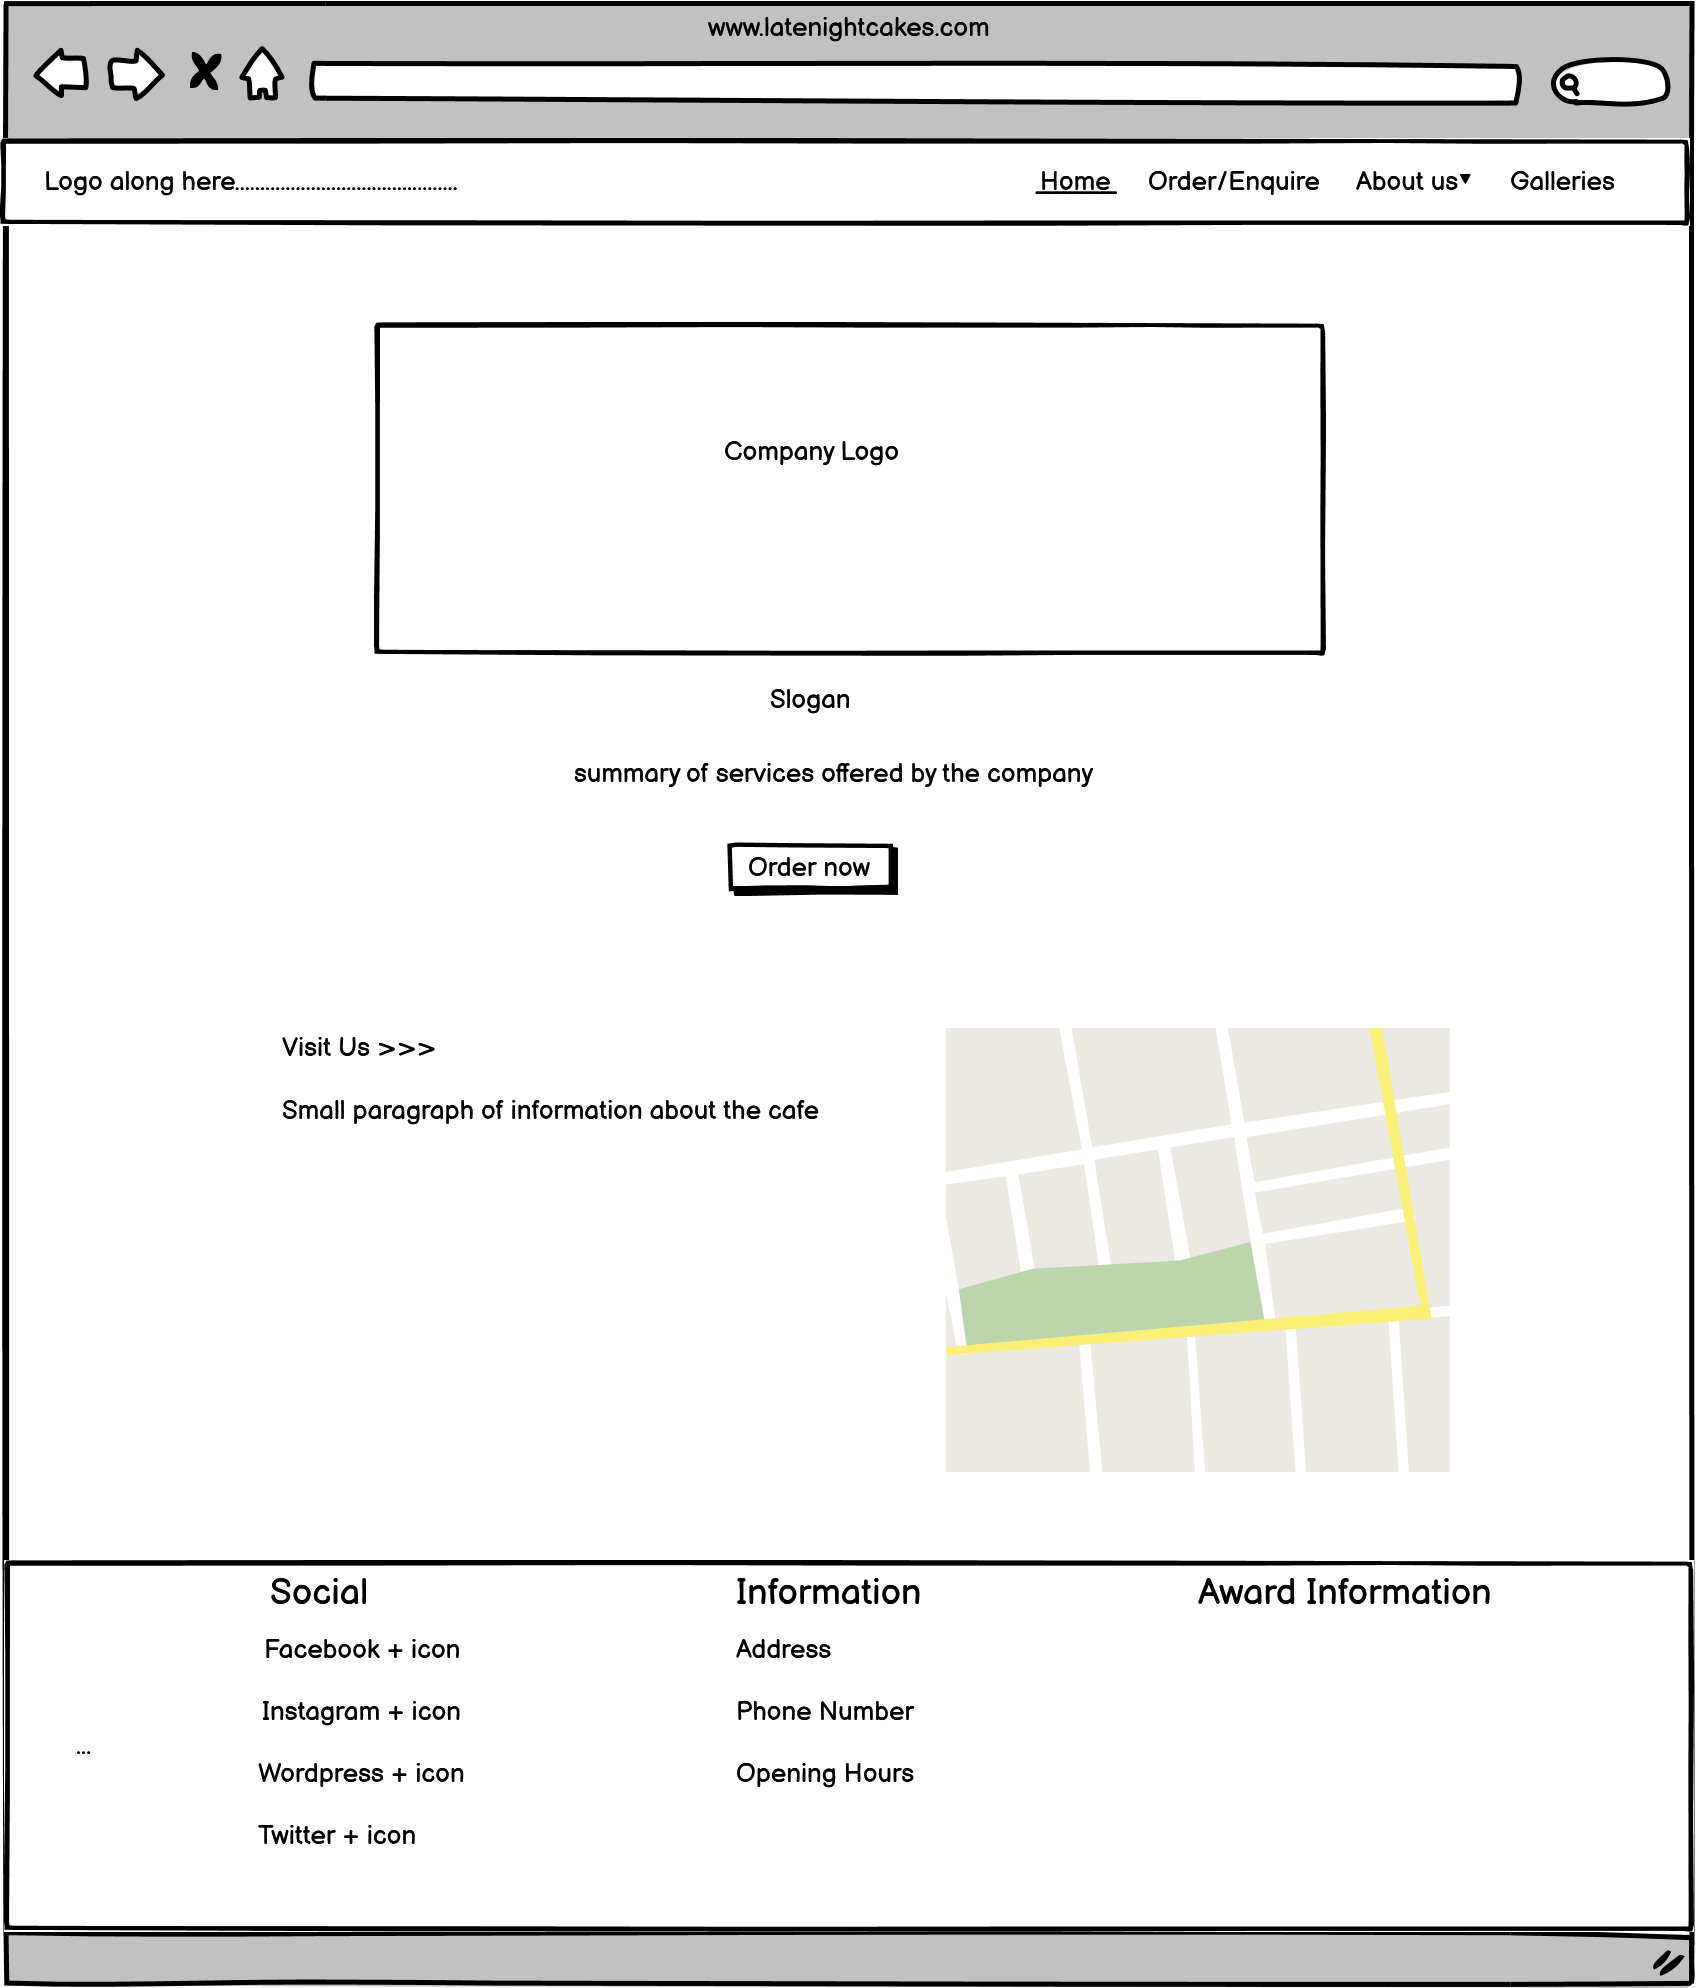 www.latenightcakes.com
Logo along here............................................
Home Order/Enquire About us▾ Galleries
Company Logo
Slogan
summary of services offered by the company
Order now
Visit Us >>>
Small paragraph of information about the cafe
Social
Facebook + icon
Instagram + icon
Wordpress + icon
Twitter + icon
...
Information
Address
Phone Number
Opening Hours
Award Information